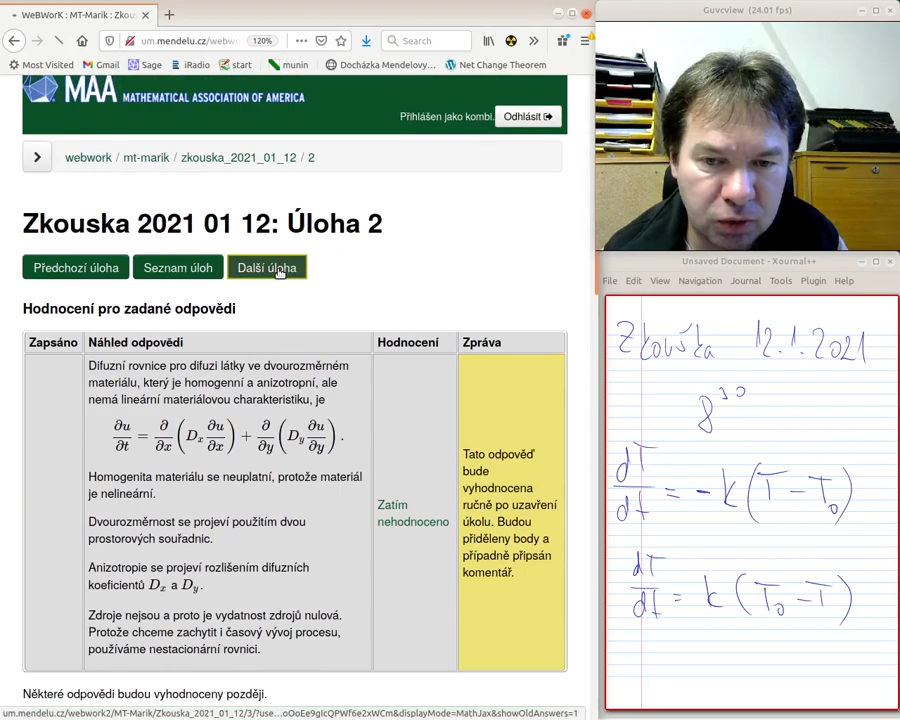 WeBWorK : MT-Marik : Zkou
Guvcview (24.01 fps)
um.mendelu.cz/webwo
120%
Search
Most Visited
Gmail
Sage
iRadio
start
munin
Docházka Mendelovy...
Net Change Theorem
MAA MATHEMATICAL ASSOCIATION OF AMERICA
Přihlášen jako kombi.
Odhlásit
webwork / mt-marik / zkouska_2021_01_12 / 2
Zkouska 2021 01 12: Úloha 2
Předchozí úloha
Seznam úloh
Další úloha
Hodnocení pro zadané odpovědi
Zapsáno
Náhled odpovědi
Hodnocení
Zpráva
Difuzní rovnice pro difuzi látky ve dvourozměrném
materiálu, který je homogenní a anizotropní, ale
nemá lineární materiálovou charakteristiku, je
∂u/∂t = ∂/∂x (D_x ∂u/∂x) + ∂/∂y (D_y ∂u/∂y) .
Homogenita materiálu se neuplatní, protože materiál
je nelineární.
Dvourozměrnost se projeví použitím dvou
prostorových souřadnic.
Anizotropie se projeví rozlišením difuzních
koeficientů D_x a D_y.
Zdroje nejsou a proto je vydatnost zdrojů nulová.
Protože chceme zachytit i časový vývoj procesu,
používáme nestacionární rovnici.
Zatím
nehodnoceno
Tato odpověď
bude
vyhodnocena
ručně po uzavření
úkolu. Budou
přiděleny body a
případně připsán
komentář.
Některé odpovědi budou vyhodnoceny později.
um.mendelu.cz/webwork2/MT-Marik/Zkouska_2021_01_12/3/?use...oOoEe9gIcQPWf6e2xWCm&displayMode=MathJax&showOldAnswers=1
Unsaved Document - Xournal++
File Edit View Navigation Journal Tools Plugin Help
Zkouška 12.1.2021
8³⁰
dT/dt = -k(T - T₀)
dT/dt = k(T₀ - T)